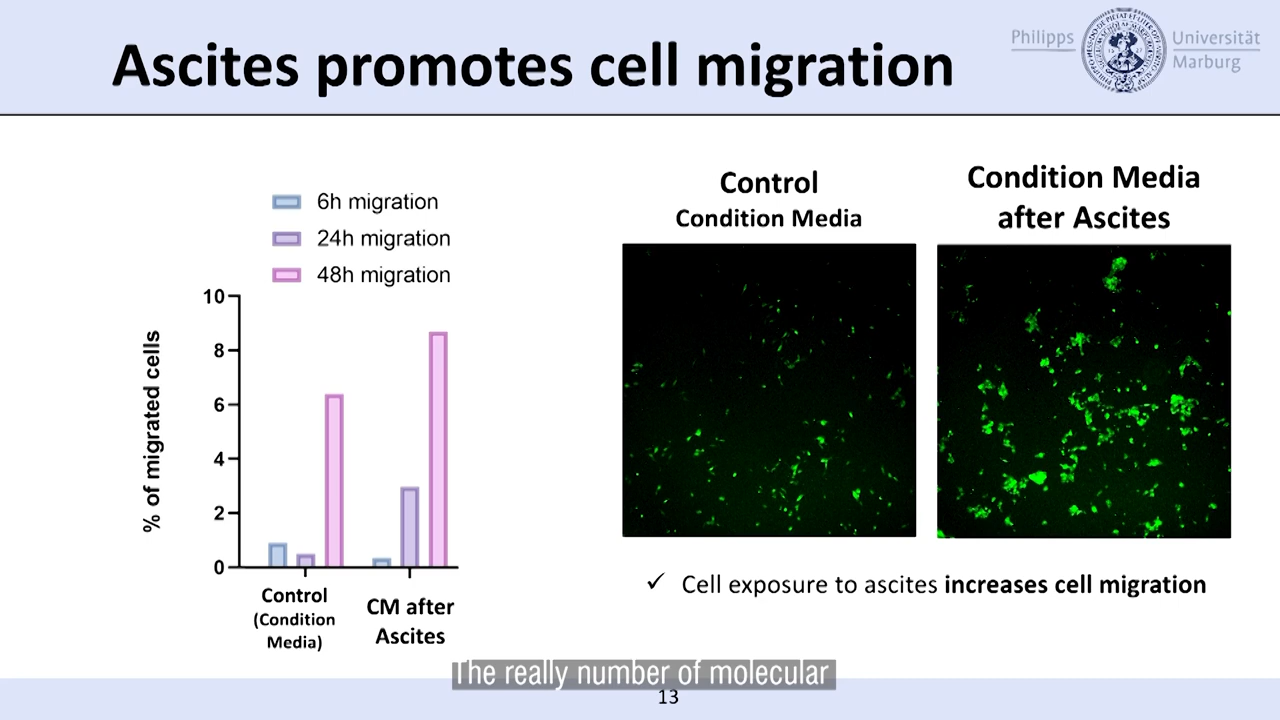 Ascites promotes cell migration
Philipps Universität
Marburg
6h migration
24h migration
48h migration
10
8
6
4
2
0
% of migrated cells
Control
(Condition
Media)
CM after
Ascites
Control
Condition Media
Condition Media
after Ascites
✓ Cell exposure to ascites increases cell migration
The really number of molecular
13